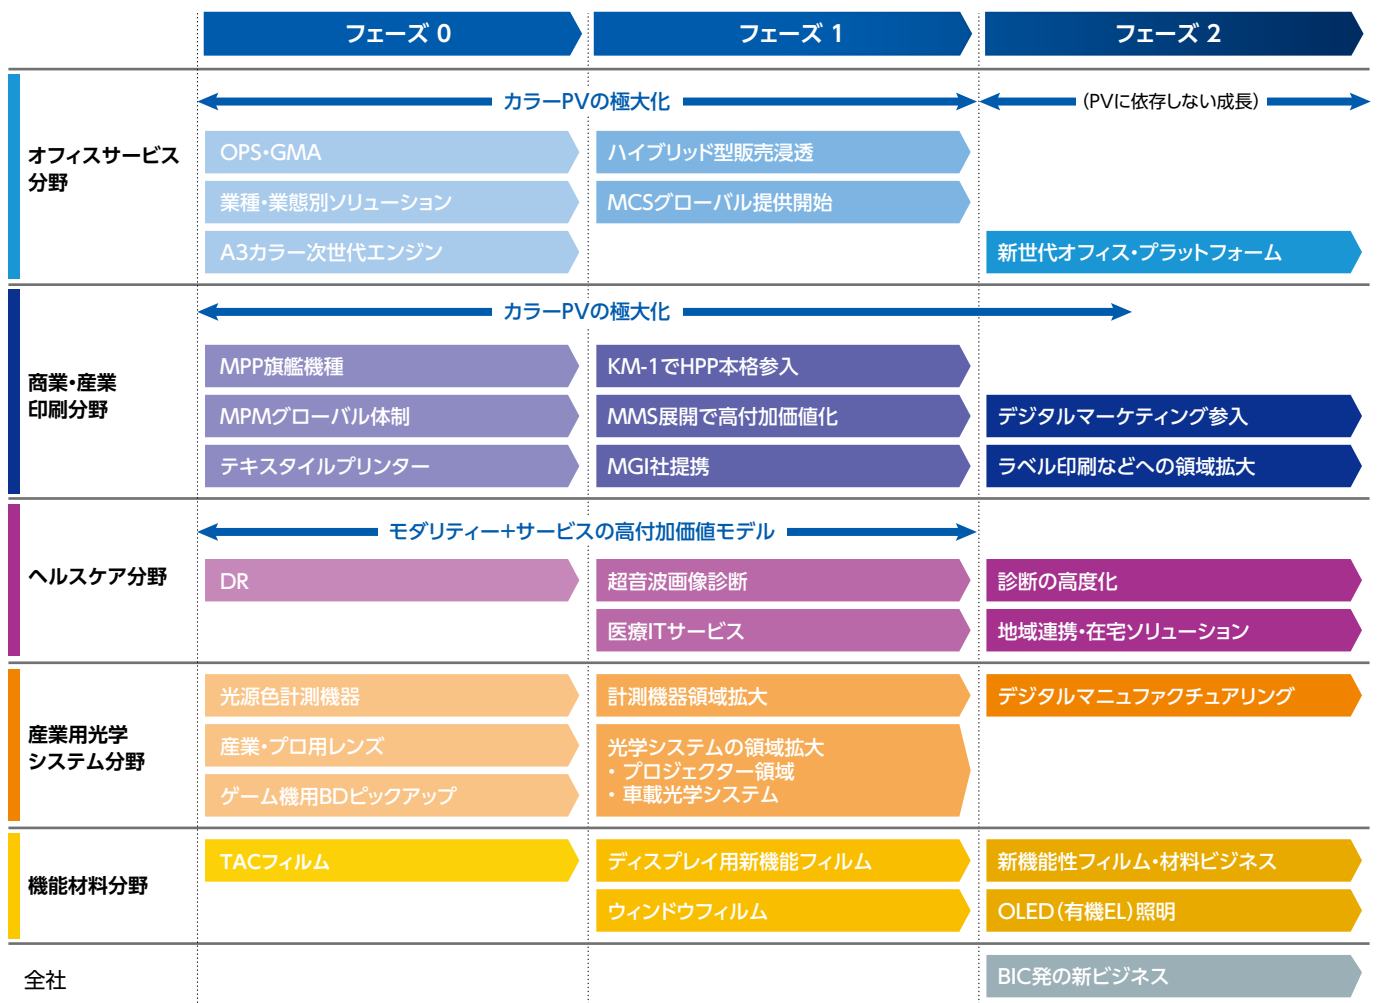 フェーズ 0
フェーズ 1
フェーズ 2
オフィスサービス
分野
カラーPVの極大化
(PVに依存しない成長)
OPS・GMA
ハイブリッド型販売浸透
業種・業態別ソリューション
MCSグローバル提供開始
A3カラー次世代エンジン
新世代オフィス・プラットフォーム
商業・産業
印刷分野
カラーPVの極大化
MPP旗艦機種
KM-1でHPP本格参入
MPMグローバル体制
MMS展開で高付加価値化
デジタルマーケティング参入
テキスタイルプリンター
MGI社提携
ラベル印刷などへの領域拡大
ヘルスケア分野
モダリティー+サービスの高付加価値モデル
DR
超音波画像診断
診断の高度化
医療ITサービス
地域連携・在宅ソリューション
産業用光学
システム分野
光源色計測機器
計測機器領域拡大
デジタルマニュファクチュアリング
産業・プロ用レンズ
光学システムの領域拡大
・プロジェクター領域
・車載光学システム
ゲーム機用BDピックアップ
機能材料分野
TACフィルム
ディスプレイ用新機能フィルム
新機能性フィルム・材料ビジネス
ウィンドウフィルム
OLED(有機EL)照明
全社
BIC発の新ビジネス